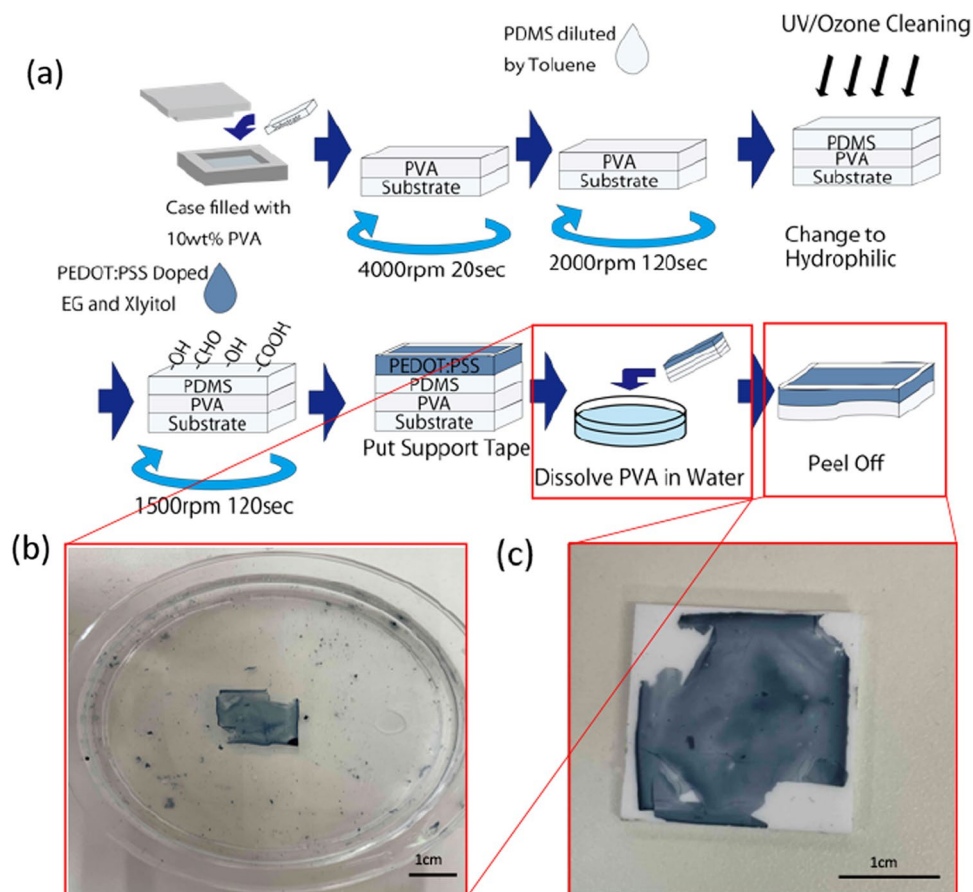 (a)
PDMS diluted
by Toluene
UV/Ozone Cleaning
Substrate
Case filled with
10wt% PVA
PVA
Substrate
4000rpm 20sec
PVA
Substrate
2000rpm 120sec
PDMS
PVA
Substrate
Change to
Hydrophilic
PEDOT:PSS Doped
EG and Xlyitol
-OH
-CHO
-OH
-COOH
PDMS
PVA
Substrate
1500rpm 120sec
PEDOT:PSS
PDMS
PVA
Substrate
Put Support Tape
Dissolve PVA in Water
Peel Off
(b)
1cm
(c)
1cm